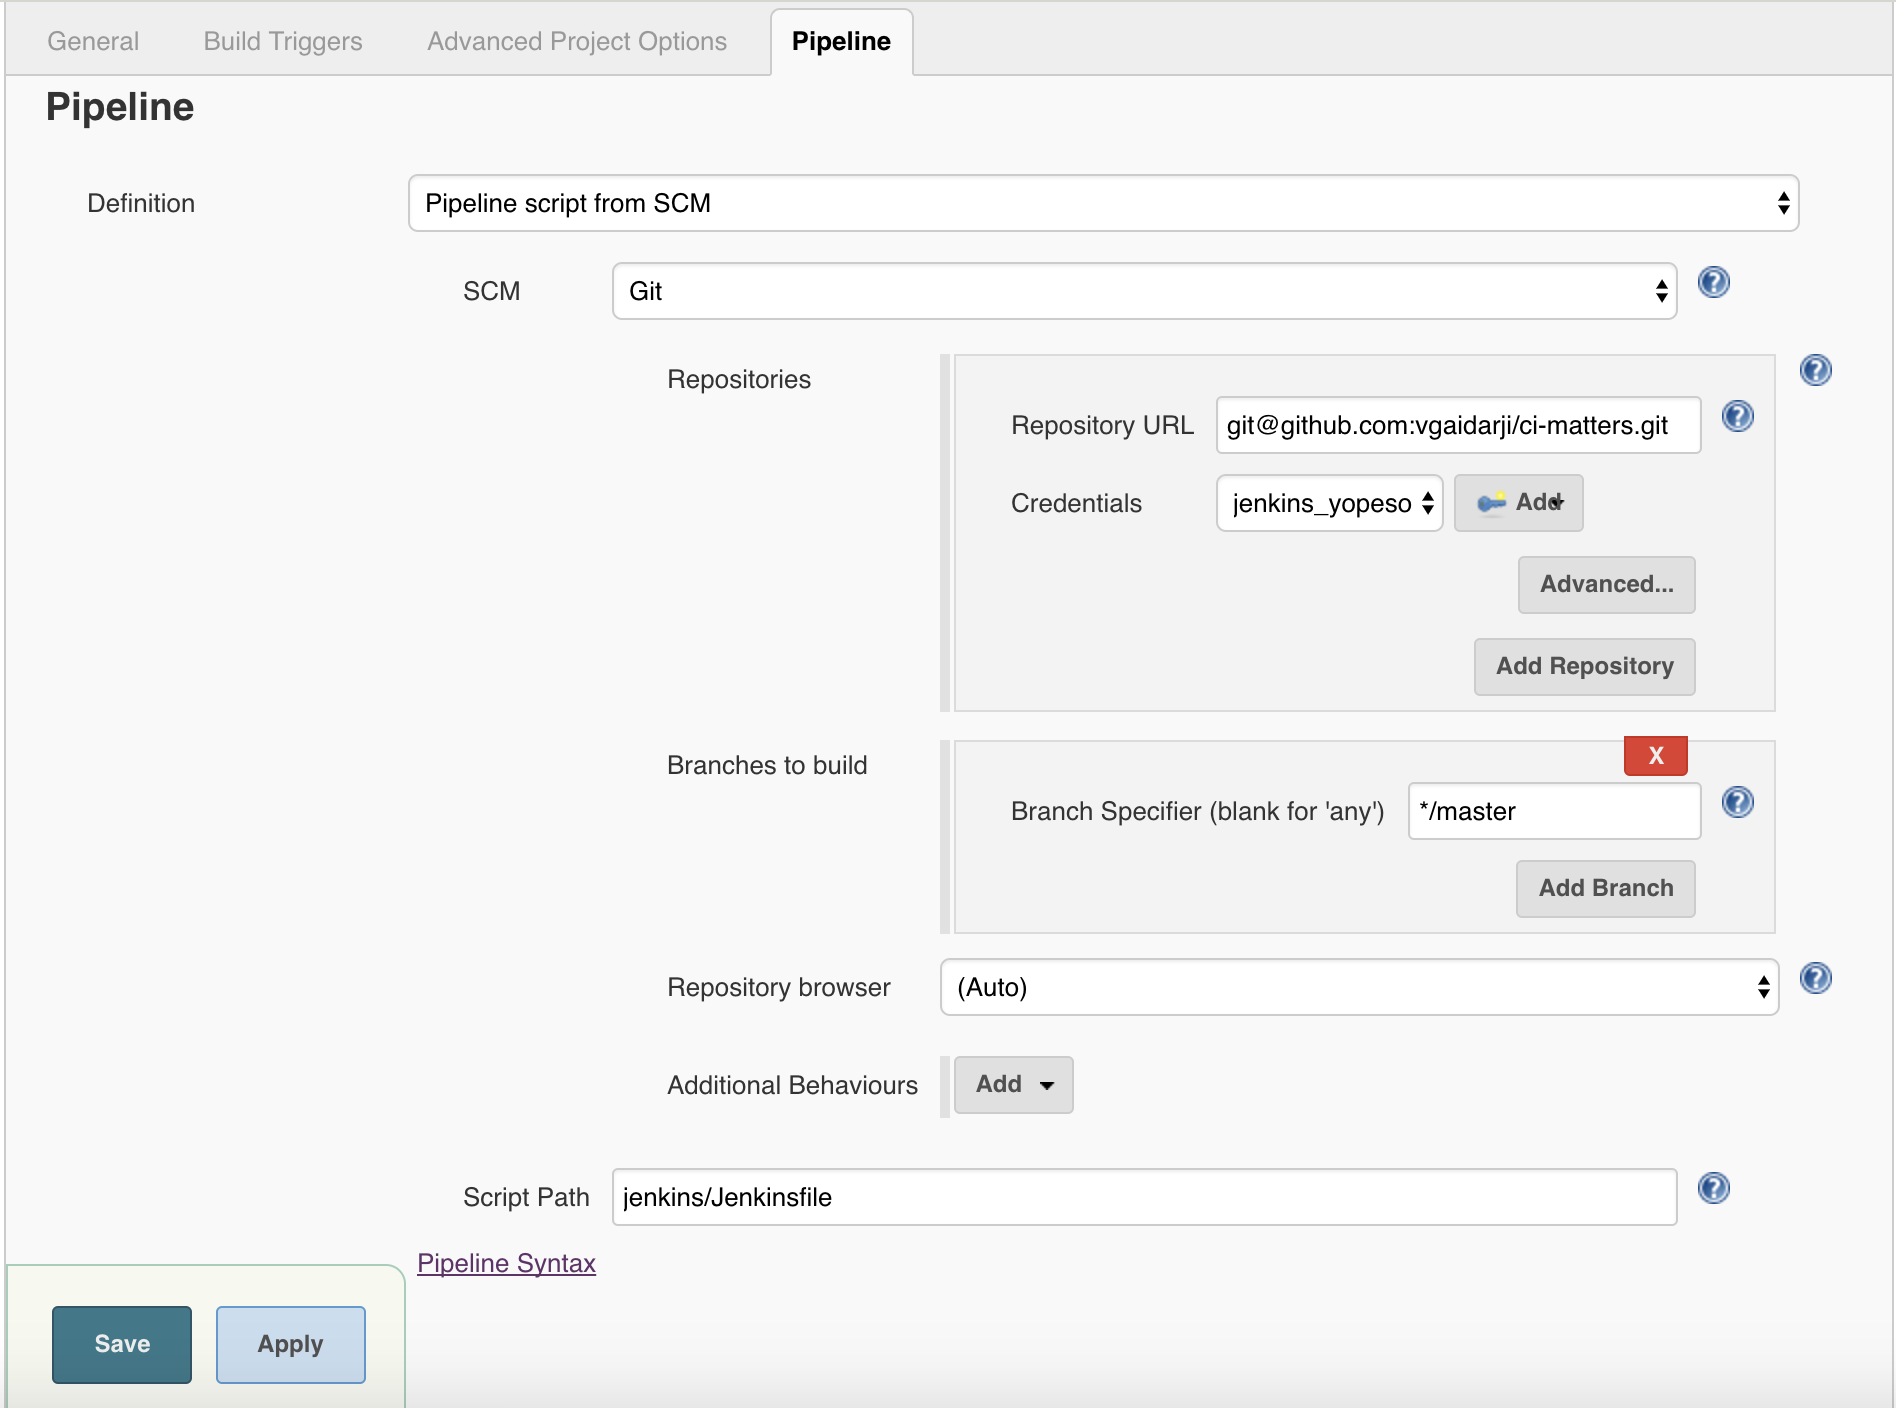 General Build Triggers Advanced Project Options Pipeline
Pipeline
Definition Pipeline script from SCM
SCM Git
Repositories
Repository URL git@github.com:vgaidarji/ci-matters.git
Credentials jenkins_yopeso Add
Advanced...
Add Repository
Branches to build
X
Branch Specifier (blank for 'any') */master
Add Branch
Repository browser (Auto)
Additional Behaviours Add
Script Path jenkins/Jenkinsfile
Pipeline Syntax
Save Apply